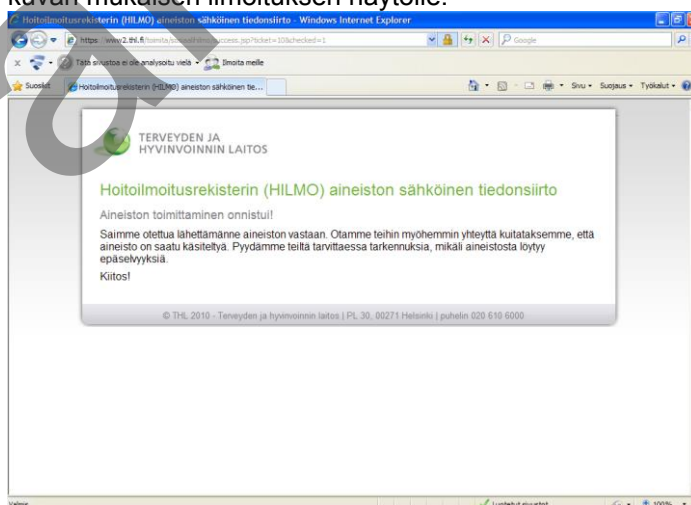 kuvan mukaisen ilmoituksen näytölle.
Hoitoilmoitusrekisterin (HILMO) aineiston sähköinen tiedonsiirto - Windows Internet Explorer
Google
Tätä sivustoa ei ole analysoitu vielä Ilmoita meille
Suosikit Hoitoilmoitusrekisterin (HILMO) aineiston sähköinen tie... Sivu Suojaus Työkalut
TERVEYDEN JA
HYVINVOINNIN LAITOS
Hoitoilmoitusrekisterin (HILMO) aineiston sähköinen tiedonsiirto
Aineiston toimittaminen onnistui!
Saimme otettua lähettämänne aineiston vastaan. Otamme teihin myöhemmin yhteyttä kuitataksemme, että
aineisto on saatu käsiteltyä. Pyydämme teiltä tarvittaessa tarkennuksia, mikäli aineistosta löytyy
epäselvyyksiä.
Kiitos!
© THL 2010 - Terveyden ja hyvinvoinnin laitos | PL 30, 00271 Helsinki | puhelin 020 610 6000
Valmis Luotetut sivustot 100%